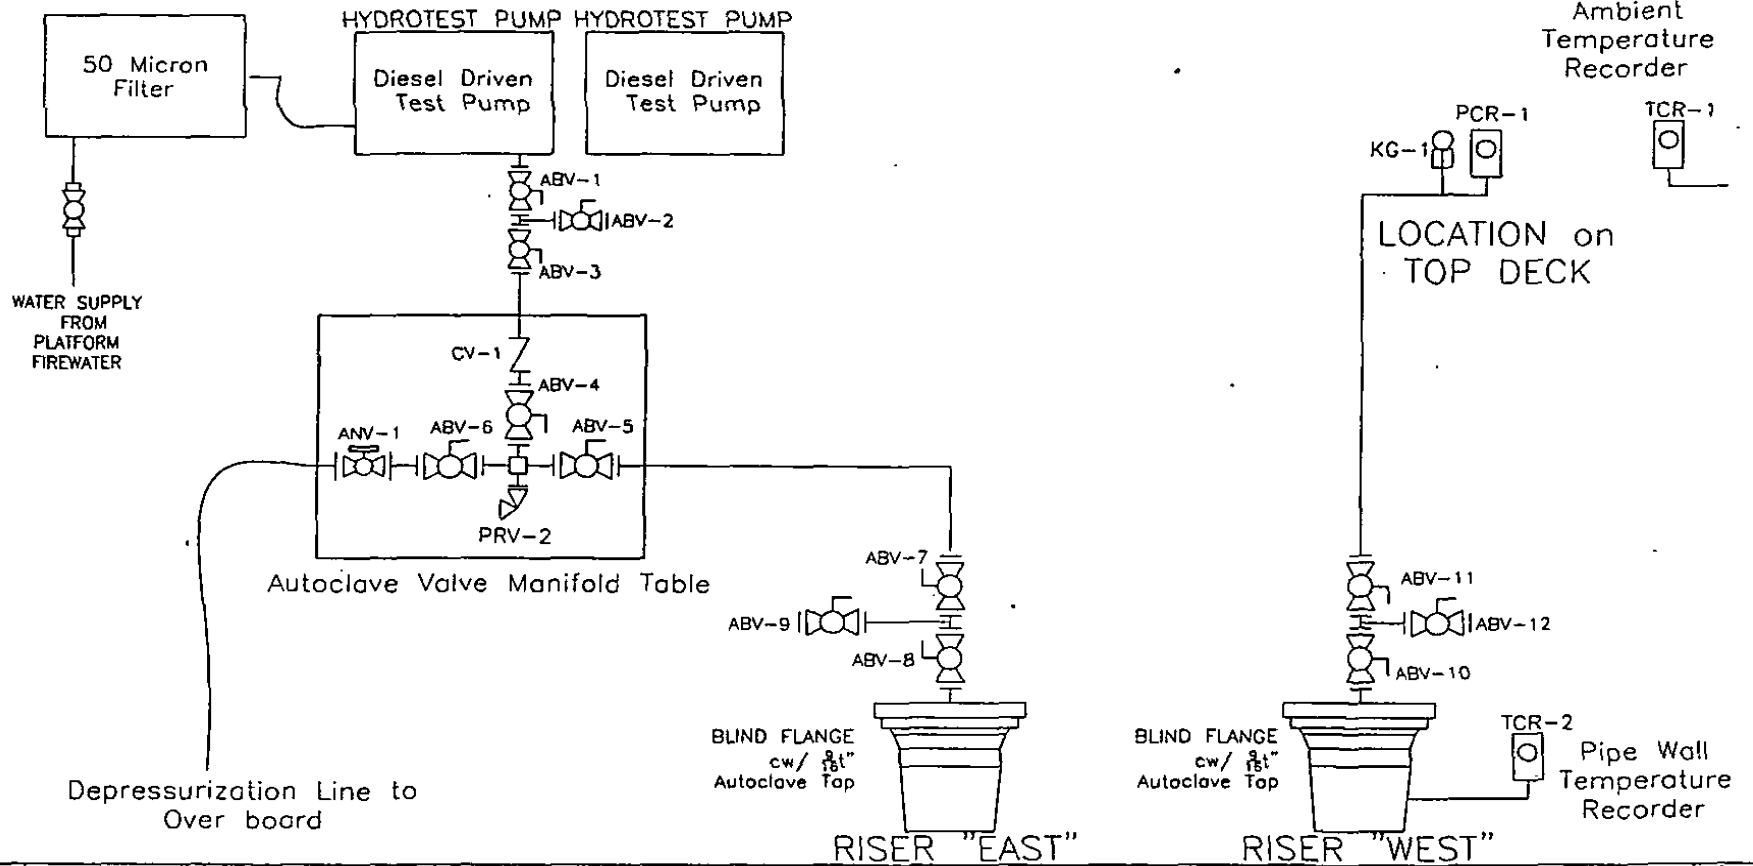 HYDROTEST PUMP
HYDROTEST PUMP
50 Micron
Filter
Diesel Driven
Test Pump
Diesel Driven
Test Pump
Ambient
Temperature
Recorder
PCR-1
TCR-1
KG-1
ABV-1
ABV-2
ABV-3
LOCATION on
TOP DECK
WATER SUPPLY
FROM
PLATFORM
FIREWATER
CV-1
ABV-4
ANV-1
ABV-6
ABV-5
PRV-2
Autoclave Valve Manifold Table
ABV-7
ABV-9
ABV-8
ABV-11
ABV-12
ABV-10
BLIND FLANGE
cw/
Autoclave Tap
BLIND FLANGE
cw/
Autoclave Tap
TCR-2
Pipe Wall
Temperature
Recorder
Depressurization Line to
Over board
RISER "EAST"
RISER "WEST"